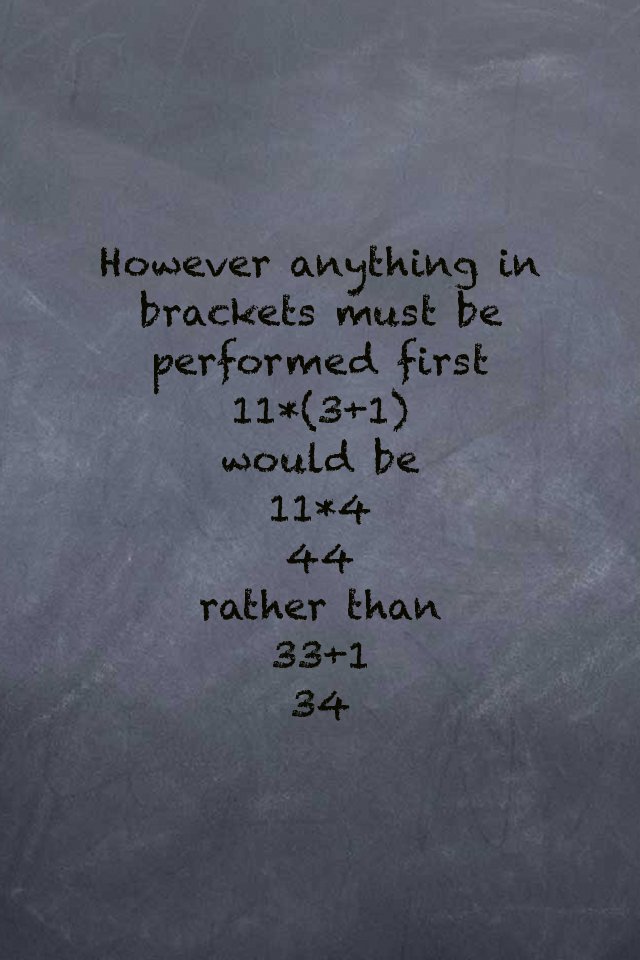 However anything in
brackets must be
performed first
11*(3+1)
would be
11*4
44
rather than
33+1
34